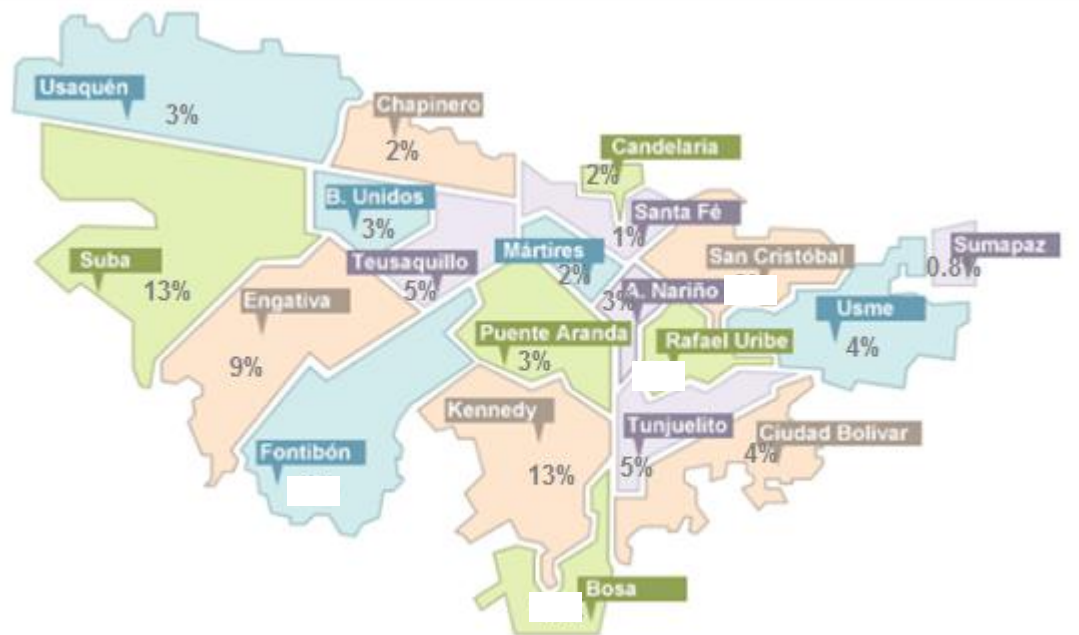 Usaquén
3%
Chapinero
2%
Candelaria
2%
B. Unidos
3%
Santa Fé
1%
Suba
13%
Teusaquillo
5%
Mártires
2%
San Cristóbal
Sumapaz
0.8%
Engativa
9%
A. Nariño
3%
Usme
4%
Puente Aranda
3%
Rafael Uribe
Kennedy
13%
Tunjuelito
5%
Ciudad Bolivar
4%
Fontibón
Bosa